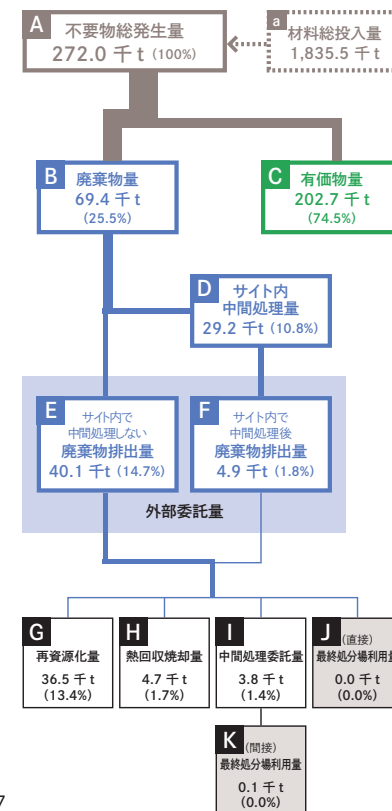 A
不要物総発生量
272.0 千 t (100%)
a
材料総投入量
1,835.5 千 t
B
廃棄物量
69.4 千 t
(25.5%)
C
有価物量
202.7 千 t
(74.5%)
D
サイト内
中間処理量
29.2 千t (10.8%)
E
サイト内で
中間処理しない
廃棄物排出量
40.1 千t (14.7%)
F
サイト内で
中間処理後
廃棄物排出量
4.9 千t (1.8%)
外部委託量
G
再資源化量
36.5 千 t
(13.4%)
H
熱回収焼却量
4.7 千 t
(1.7%)
I
中間処理委託量
3.8 千 t
(1.4%)
J
(直接)
最終処分場利用量
0.0 千 t
(0.0%)
K
(間接)
最終処分場利用量
0.1 千 t
(0.0%)
7